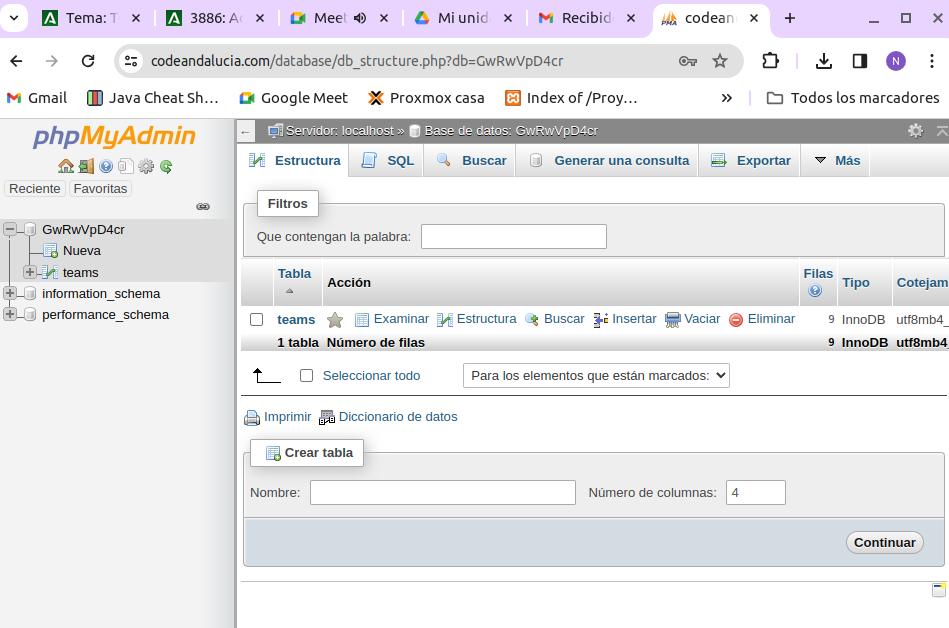 Tema: T
3886: Ac
Meet
Mi unid
Recibid
codean
codeandalucia.com/database/db_structure.php?db=GwRwVpD4cr
N
Gmail
Java Cheat Sh...
Google Meet
Proxmox casa
Index of /Proy...
»
Todos los marcadores
phpMyAdmin
Reciente
Favoritas
GwRwVpD4cr
Nueva
teams
information_schema
performance_schema
Servidor: localhost » Base de datos: GwRwVpD4cr
Estructura
SQL
Buscar
Generar una consulta
Exportar
Más
Filtros
Que contengan la palabra:
Tabla Acción Filas Tipo Cotejam
teams Examinar Estructura Buscar Insertar Vaciar Eliminar 9 InnoDB utf8mb4_
1 tabla Número de filas 9 InnoDB utf8mb4_
Seleccionar todo
Para los elementos que están marcados:
Imprimir Diccionario de datos
Crear tabla
Nombre:
Número de columnas: 4
Continuar